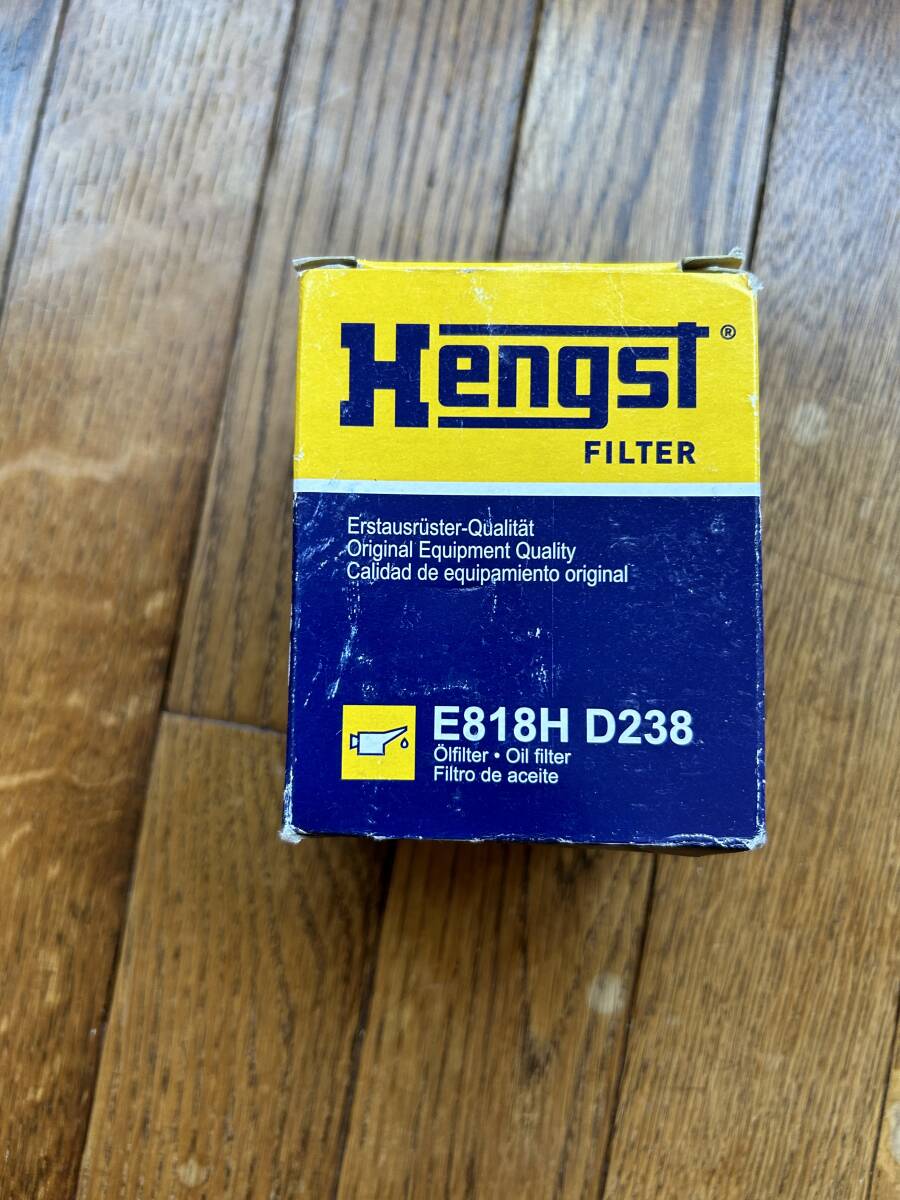 Hengst®
FILTER
Erstausrüster-Qualität
Original Equipment Quality
Calidad de equipamiento original
E818H D238
Ölfilter • Oil filter
Filtro de aceite